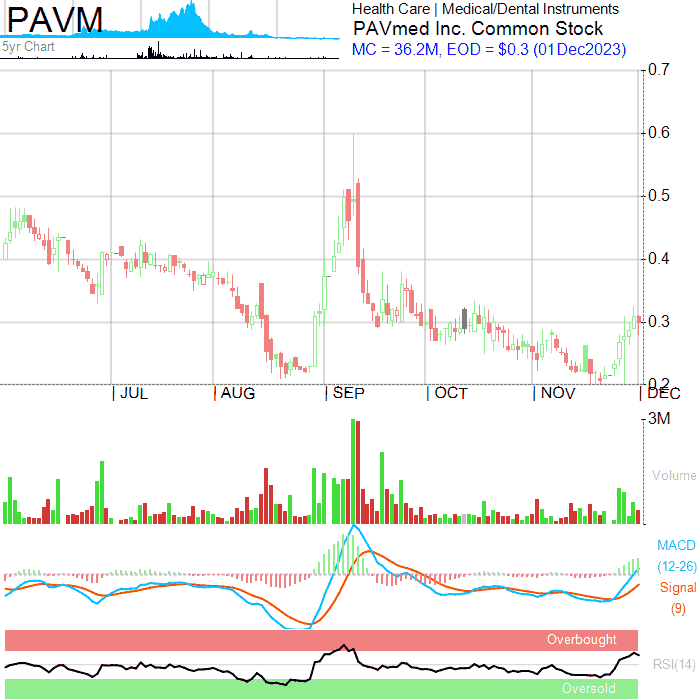 PAVM
5yr Chart
Health Care | Medical/Dental Instruments
PAVmed Inc. Common Stock
MC = 36.2M, EOD = $0.3 (01Dec2023)
0.7
0.6
0.5
0.4
0.3
0.2
JUL AUG SEP OCT NOV DEC
3M
Volume
MACD
(12-26)
Signal
(9)
Overbought
RSI(14)
Oversold